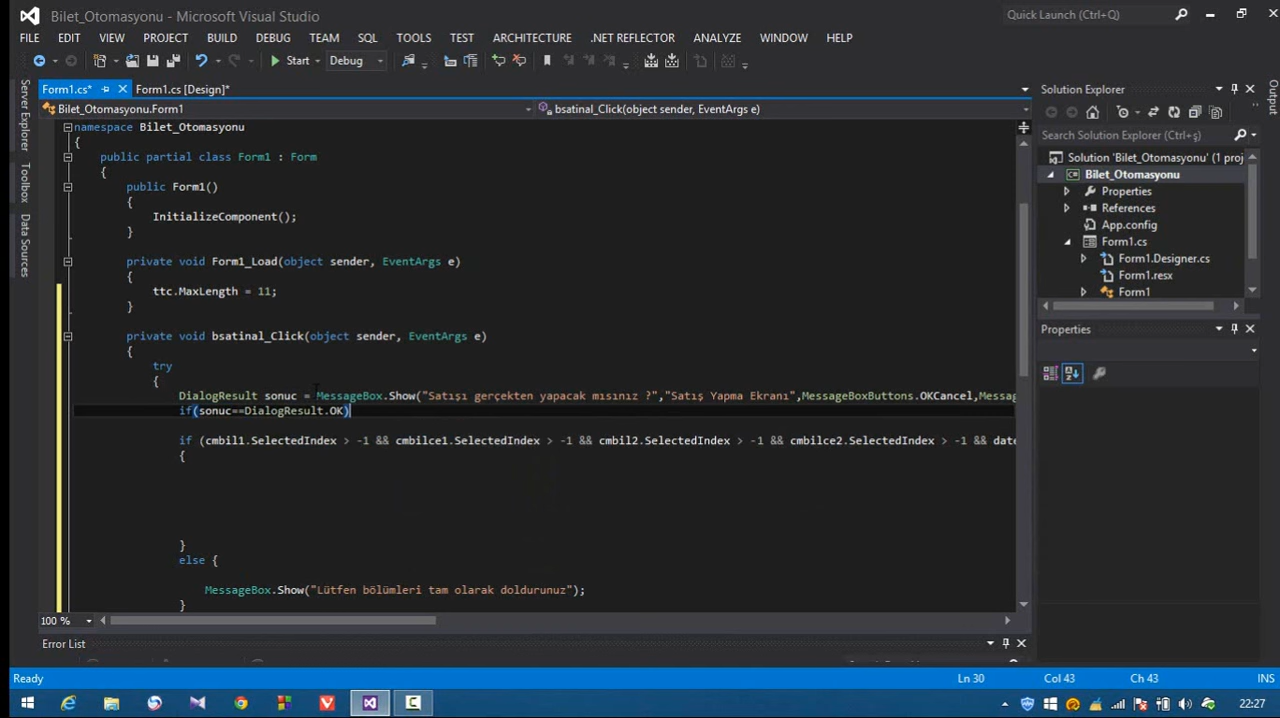 Bilet_Otomasyonu - Microsoft Visual Studio
Quick Launch (Ctrl+Q)
FILE EDIT VIEW PROJECT BUILD DEBUG TEAM SQL TOOLS TEST ARCHITECTURE .NET REFLECTOR ANALYZE WINDOW HELP
Start Debug
Form1.cs* Form1.cs [Design]*
Bilet_Otomasyonu.Form1 bsatinal_Click(object sender, EventArgs e)
namespace Bilet_Otomasyonu
{
public partial class Form1 : Form
{
public Form1()
{
InitializeComponent();
}
private void Form1_Load(object sender, EventArgs e)
{
ttc.MaxLength = 11;
}
private void bsatinal_Click(object sender, EventArgs e)
{
try
{
DialogResult sonuc = MessageBox.Show("Satışı gerçekten yapacak mısınız ?","Satış Yapma Ekranı",MessageBoxButtons.OKCancel,Messag
if(sonuc==DialogResult.OK)
if (cmbil1.SelectedIndex > -1 && cmbilce1.SelectedIndex > -1 && cmbil2.SelectedIndex > -1 && cmbilce2.SelectedIndex > -1 && date
{
}
else {
MessageBox.Show("Lütfen bölümleri tam olarak doldurunuz");
}
100 %
Error List
Server Explorer
Toolbox
Data Sources
Solution Explorer
Search Solution Explorer (Ctrl+ş)
Solution 'Bilet_Otomasyonu' (1 proj
Bilet_Otomasyonu
Properties
References
App.config
Form1.cs
Form1.Designer.cs
Form1.resx
Form1
Properties
Output
Ready Ln 30 Col 43 Ch 43 INS
22:27